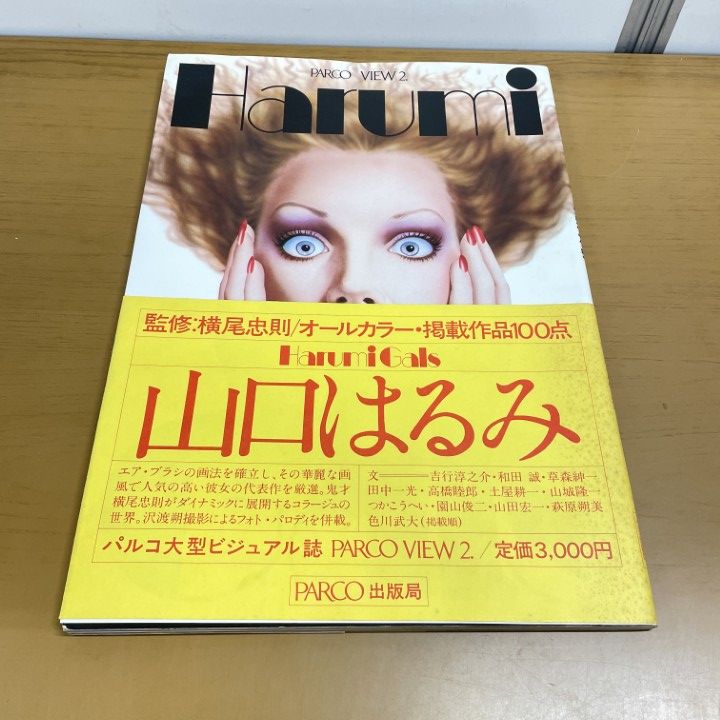 PARCO VIEW 2.
Harumi
監修:横尾忠則/オールカラー・掲載作品100点
Harumi Gals
山口はるみ
エア・ブラシの画法を確立し、その華麗な画
風で人気の高い彼女の代表作を厳選。鬼才
横尾忠則がダイナミックに展開するコラージュの
世界。沢渡朔撮影によるフォト・パロディを併載。
文───吉行淳之介・和田 誠・草森紳一
田中一光・高橋睦郎・土屋耕一・山城隆一
つかこうへい・園山俊二・山田宏一・萩原朔美
色川武大(掲載順)
パルコ大型ビジュアル誌 PARCO VIEW 2./定価3,000円
PARCO 出版局